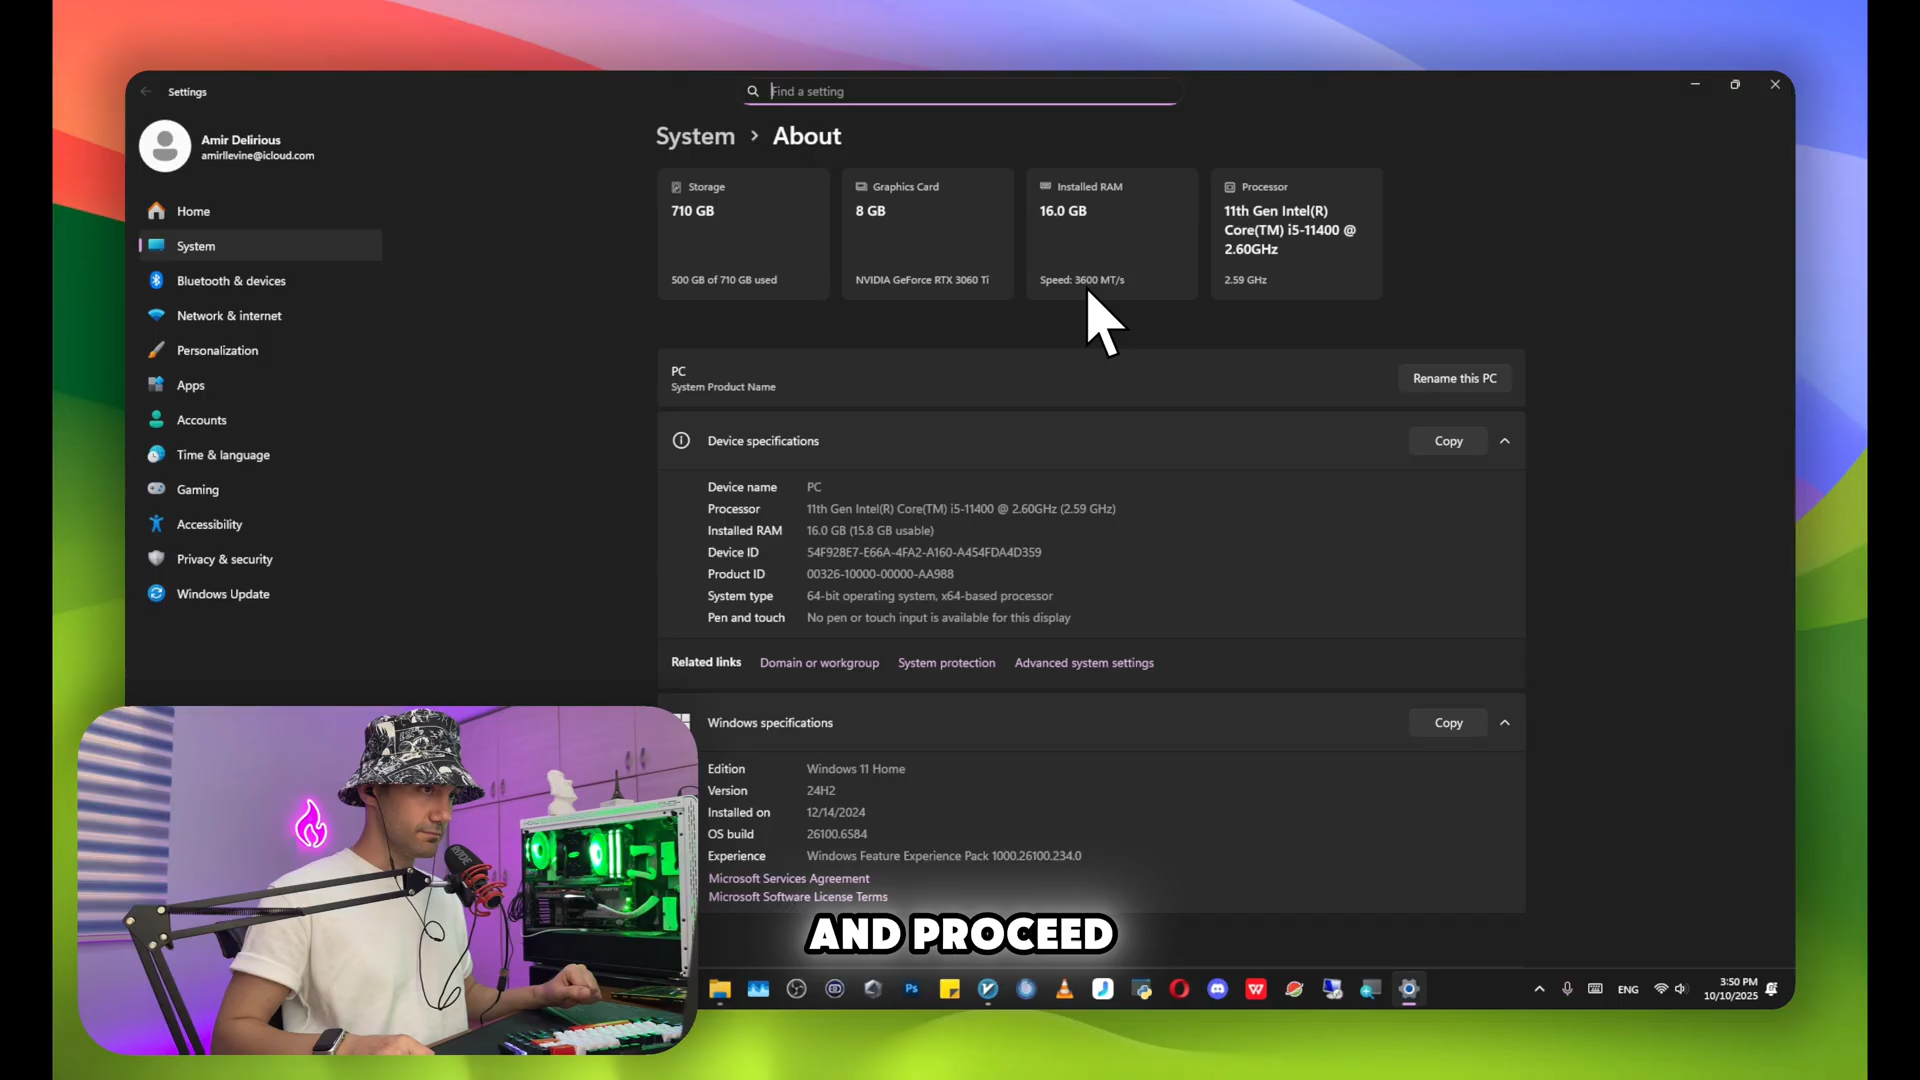 Settings
Find a setting
Amir Delirious
amirllevine@icloud.com
Home
System
Bluetooth & devices
Network & internet
Personalization
Apps
Accounts
Time & language
Gaming
Accessibility
Privacy & security
Windows Update
System > About
Storage
710 GB
500 GB of 710 GB used
Graphics Card
8 GB
NVIDIA GeForce RTX 3060 Ti
Installed RAM
16.0 GB
Speed: 3600 MT/s
Processor
11th Gen Intel(R)
Core(TM) i5-11400 @
2.60GHz
2.59 GHz
PC
System Product Name
Rename this PC
Device specifications
Copy
Device name PC
Processor 11th Gen Intel(R) Core(TM) i5-11400 @ 2.60GHz (2.59 GHz)
Installed RAM 16.0 GB (15.8 GB usable)
Device ID 54F928E7-E66A-4FA2-A160-A454FDA4D359
Product ID 00326-10000-00000-AA988
System type 64-bit operating system, x64-based processor
Pen and touch No pen or touch input is available for this display
Related links Domain or workgroup System protection Advanced system settings
Windows specifications
Copy
Edition Windows 11 Home
Version 24H2
Installed on 12/14/2024
OS build 26100.6584
Experience Windows Feature Experience Pack 1000.26100.234.0
Microsoft Services Agreement
Microsoft Software License Terms
AND PROCEED
RODE
Ps
W
ENG
3:50 PM
10/10/2025